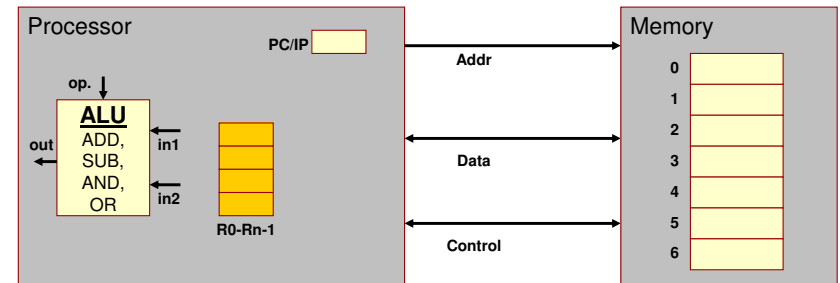 Processor
PC/IP
Addr
Memory
op.
ALU
ADD,
SUB,
AND,
OR
out
in1
in2
R0-Rn-1
Data
Control
0
1
2
3
4
5
6